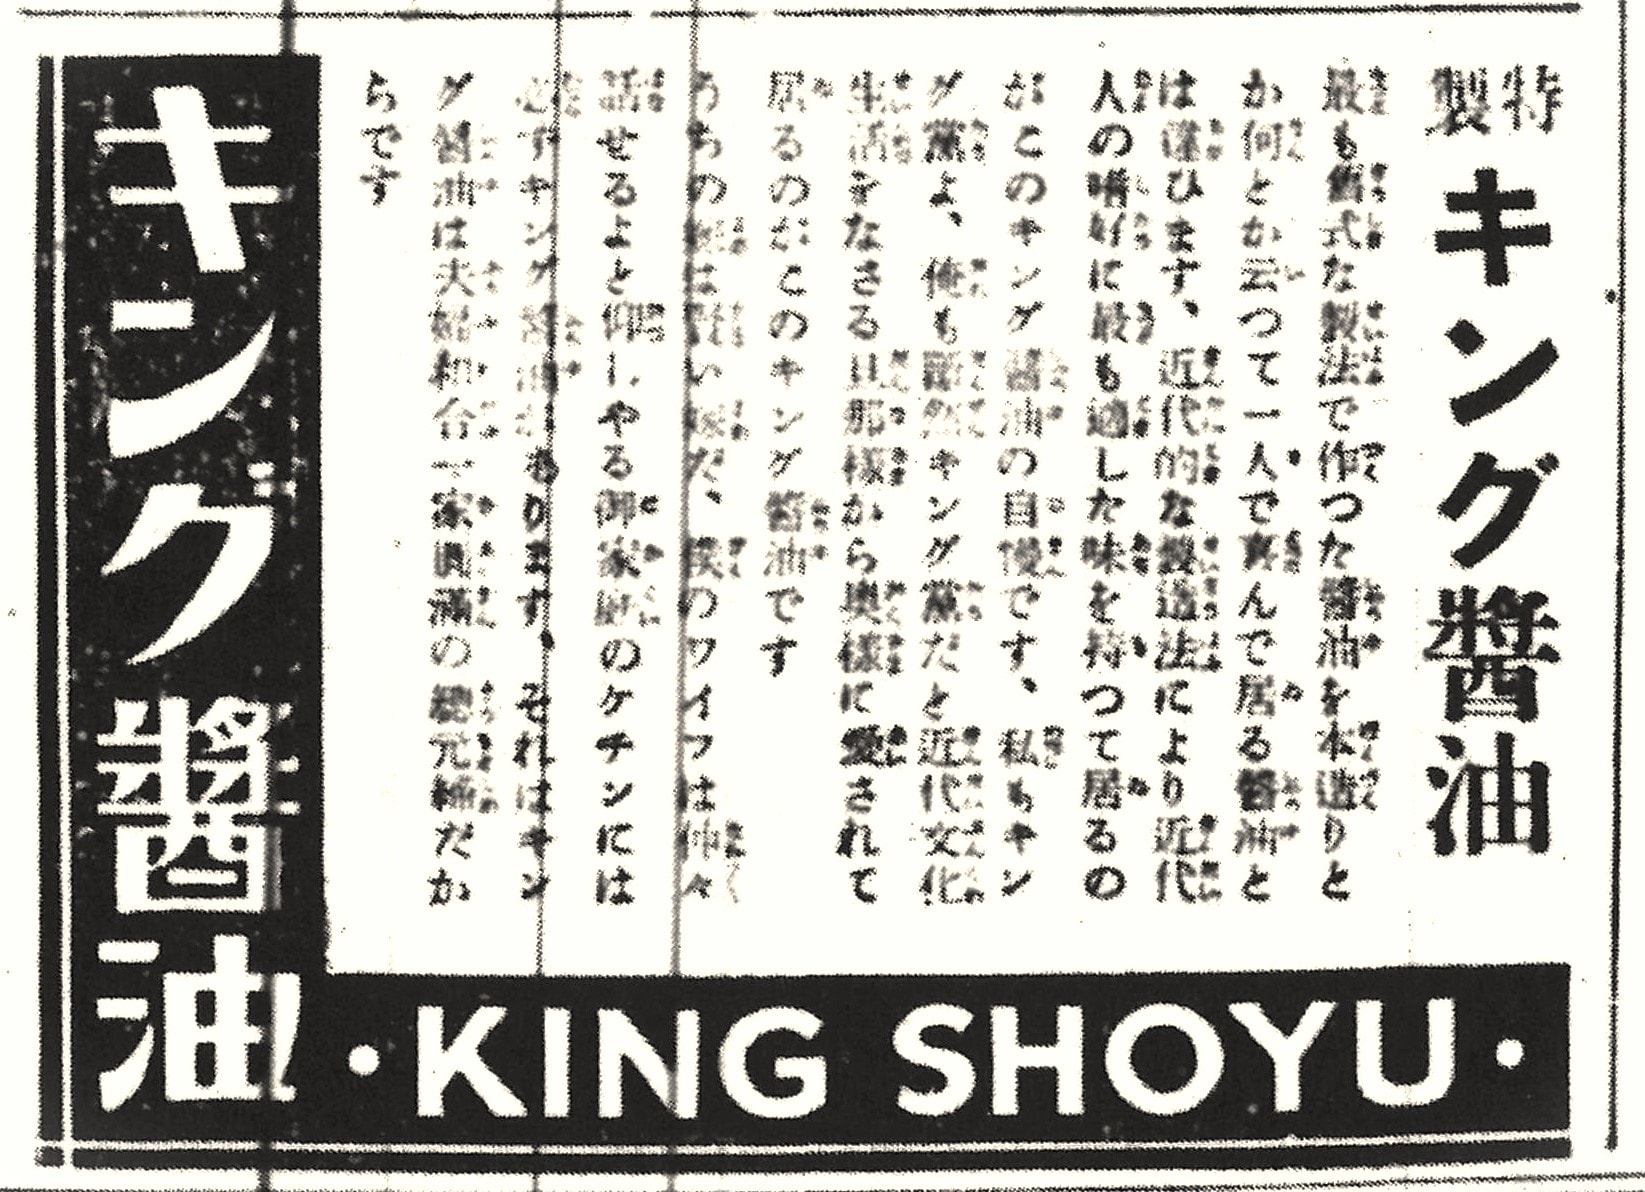 特製
キング醬油
最も舊式な製法で作つた醬油を本造りと
か何とか云つて一人で喜んで居る醬油と
は違ひます、近代的な製造法により近代
人の嗜好に最も適した味を持つて居るの
がこのキング醬油の自慢です、私もキン
グ黨よ、俺も斷然キング黨だと近代文化
生活をなさる旦那様から奥様に愛されて
居るのがこのキング醬油です
うちの嫁は賢い嫁だ、僕のワイフは仲々
話せるよと仰しやる御家庭のケチンには
必ずキング醬油があります、それはキン
グ醬油は夫婦和合一家圓滿の總元締だか
らです
キング醬油
・KING SHOYU・